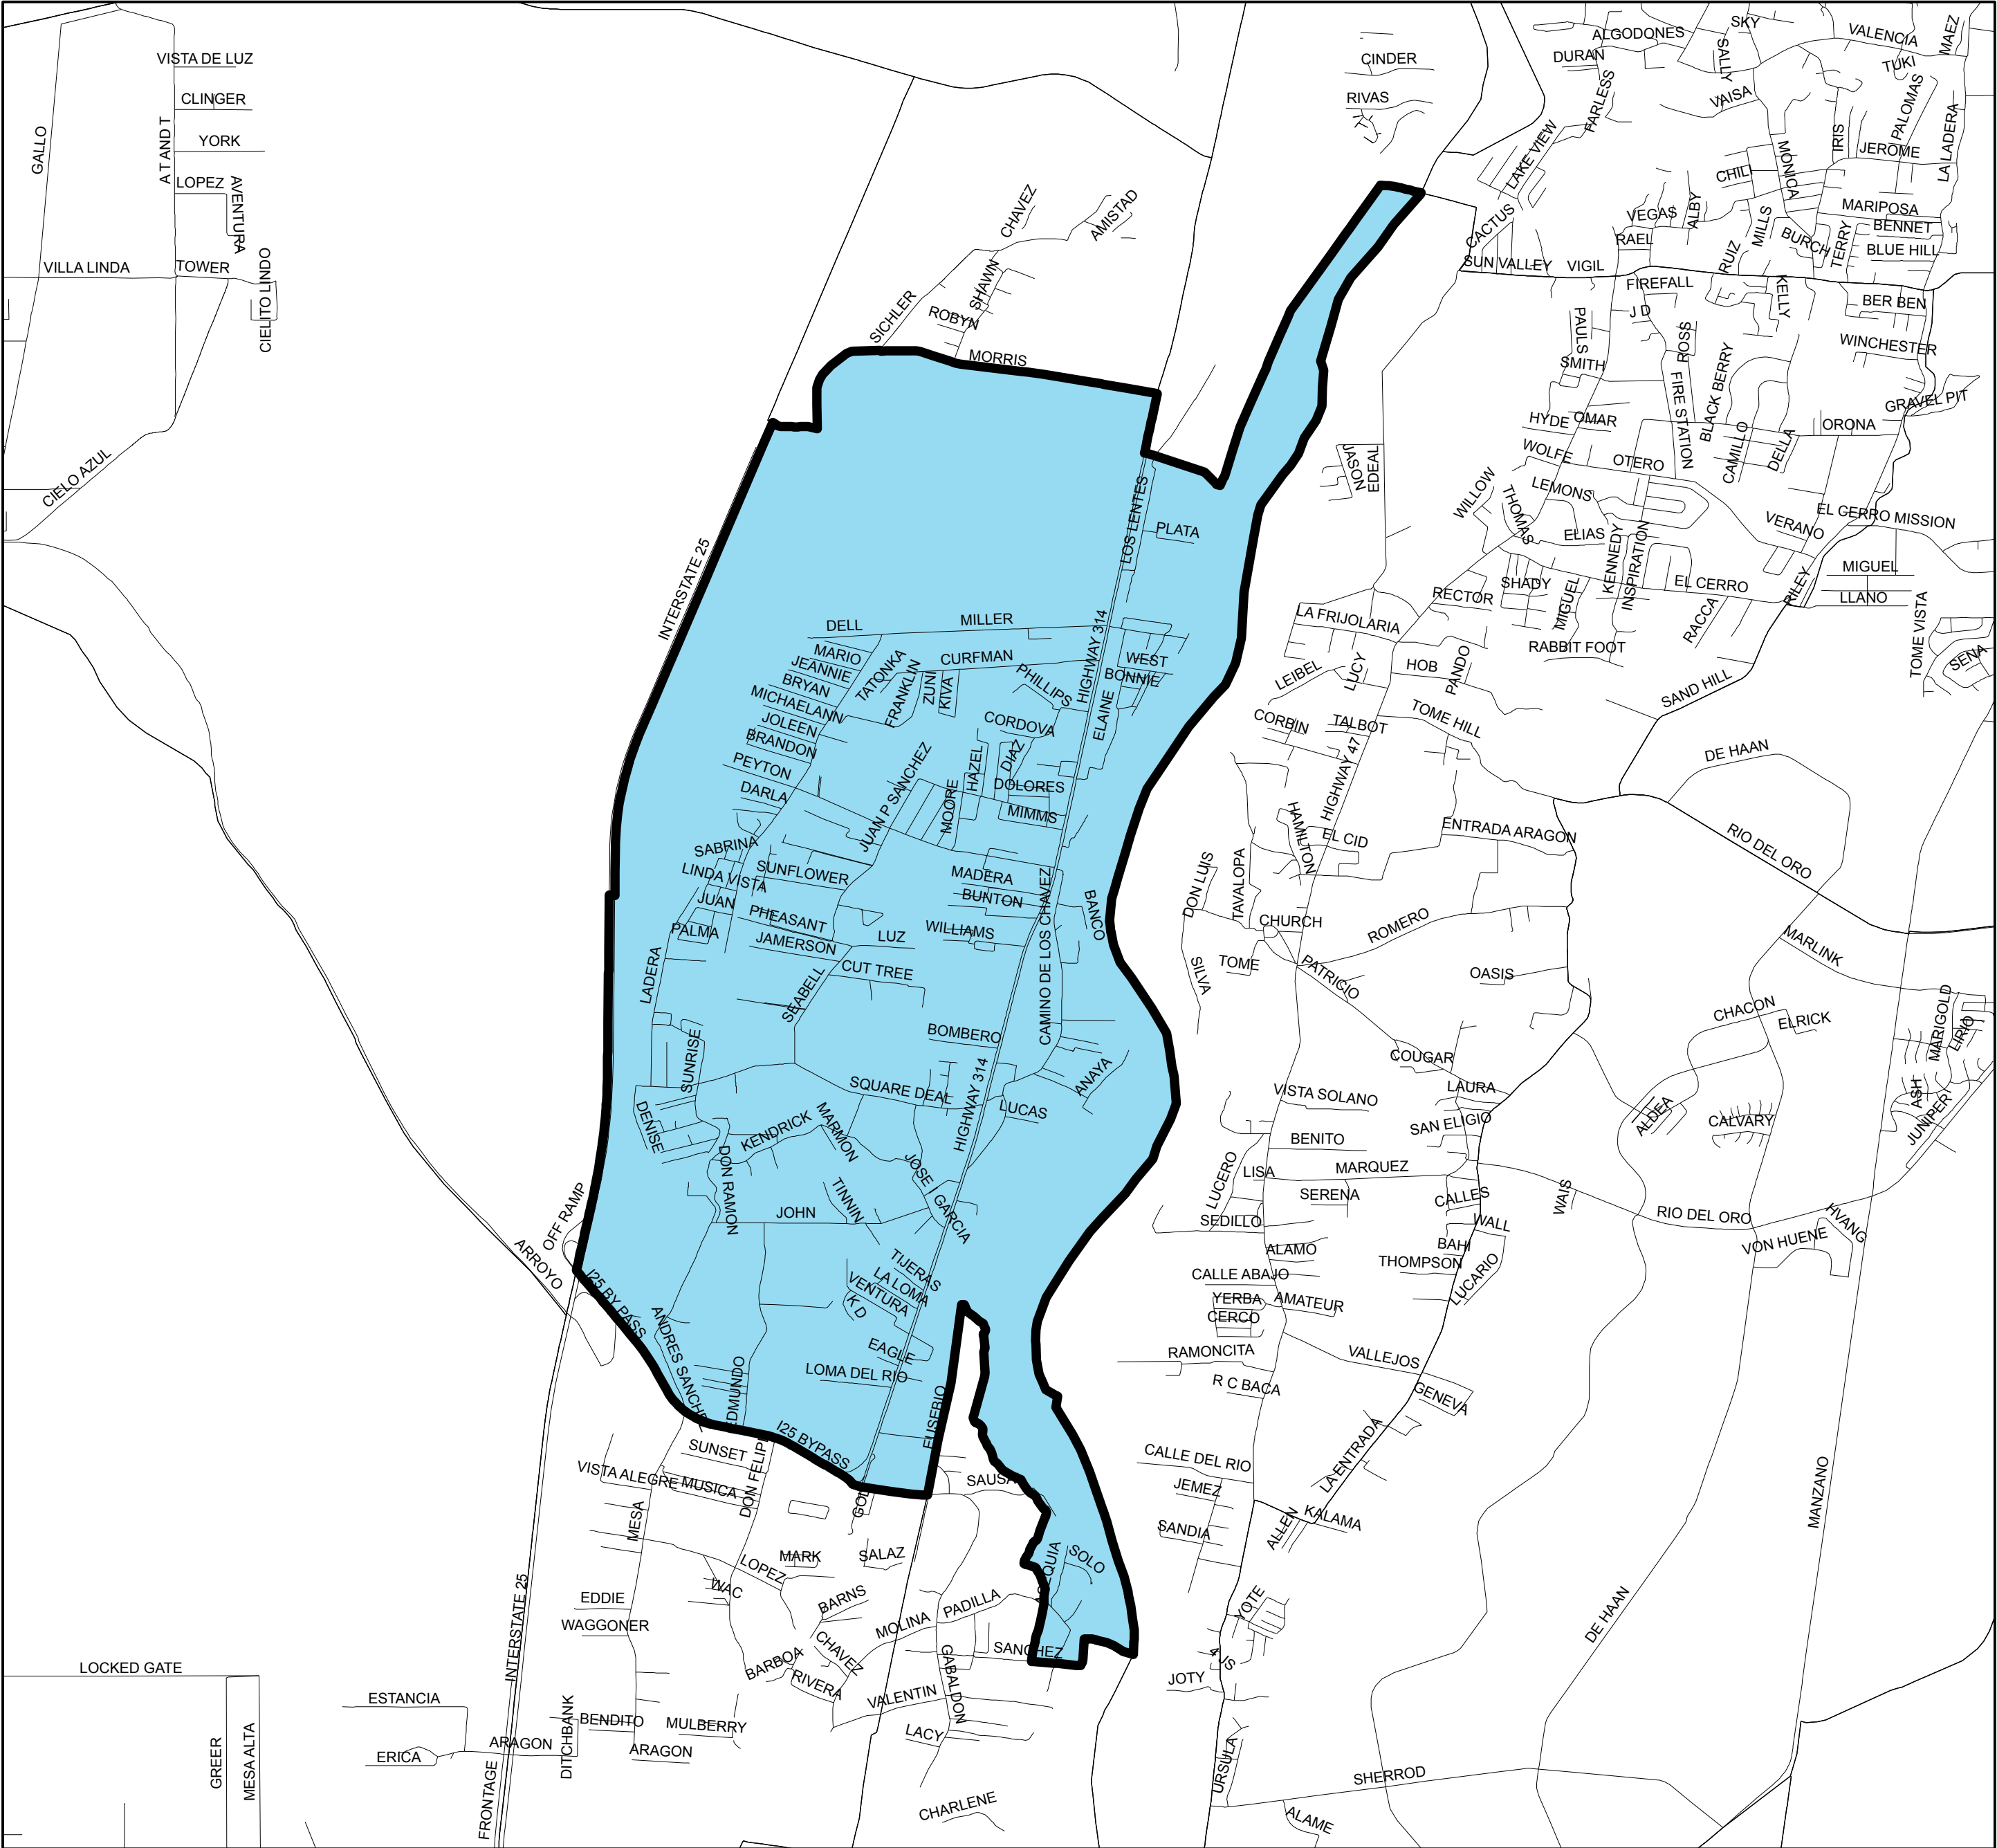 VISTA DE LUZ
CLINGER
YORK
LOPEZ
GALLO
A T AND T
AVENTURA
VILLA LINDA
TOWER
CIELITO LINDO
CIELO AZUL
CINDER
RIVAS
ALGODONES
SKY
VALENCIA
MAEZ
DURAN
SALLY
TUKI
FARLESS
VAISA
PALOMAS
LAKE VIEW
IRIS
JEROME
LA LADERA
MONICA
CHILI
CACTUS
VEGAS
ALBY
MILLS
MARIPOSA
BENNET
RAEL
RUIZ
BURCH
TERRY
BLUE HILL
SUN VALLEY
VIGIL
FIREFALL
KELLY
BER BEN
J D
PAUL S
ROSS
WINCHESTER
SMITH
FIRE STATION
BLACK BERRY
GRAVEL PIT
HYDE
OMAR
CAMILLO
DELLA
ORONA
WOLFE
OTERO
CHAVEZ
AMISTAD
SHAWN
SICHLER
ROBYN
MORRIS
JASON
EDEAL
WILLOW
LEMONS
THOMAS
ELIAS
KENNEDY
INSPIRATION
VERANO
EL CERRO MISSION
LOS LENTES
PLATA
INTERSTATE 25
SHADY
MIGUEL
EL CERRO
RACCA
RILEY
MIGUEL
LLANO
RECTOR
LA FRIJOLARIA
RABBIT FOOT
TOME VISTA
SENA
DELL
MILLER
HIGHWAY 314
MARIO
JEANNIE
BRYAN
MICHAELANN
JOLEEN
BRANDON
PEYTON
DARLA
TATONKA
FRANKLIN
ZUNI
KIVA
CURFMAN
PHILLIPS
WEST
BONNIE
ELAINE
CORDOVA
DIAZ
HAZEL
DOLORES
MIMMS
MOORE
JUAN P SANCHEZ
LEIBEL
LUCY
HOB
PANDO
CORBIN
TALBOT
TOME HILL
SAND HILL
DE HAAN
HIGHWAY 47
HAMILTON
EL CID
ENTRADA ARAGON
RIO DEL ORO
SABRINA
LINDA VISTA
SUNFLOWER
JUAN
PALMA
PHEASANT
JAMERSON
LUZ
MADERA
BUNTON
WILLIAMS
CAMINO DE LOS CHAVEZ
BANCO
DON LUIS
TAVALOPA
CHURCH
ROMERO
MARLINK
LADERA
SEABELL
CUT TREE
SILVA
TOME
PATRICIO
OASIS
CHACON
ELRICK
MARIGOLD
LIRIO
BOMBERO
SUNRISE
SQUARE DEAL
HIGHWAY 314
LUCAS
ANAYA
COUGAR
LAURA
VISTA SOLANO
SAN ELIGIO
ALDEA
CALVARY
ASH
JUNIPER
DENISE
KENDRICK
MARMON
DON RAMON
JOSE GARCIA
BENITO
LUCERO
LISA
MARQUEZ
SERENA
CALLES
WAIS
RIO DEL ORO
HVANG
VON HUENE
TINNIN
JOHN
SEDILLO
WALL
ALAMO
BAHI
THOMPSON
LUCARIO
OFF RAMP
ARROYO
TIJERAS
LA LOMA
VENTURA
K D
CALLE ABAJO
YERBA
AMATEUR
CERCO
I25 BY PASS
ANDRES SANCHE
EDMUNDO
EAGLE
LOMA DEL RIO
EUSEBIO
RAMONCITA
VALLEJOS
R C BACA
GENEVA
I25 BYPASS
SUNSET
DON FELIP
VISTA ALEGRE
MUSICA
GOL
SAUSA
CALLE DEL RIO
LA ENTRADA
JEMEZ
SANDIA
ALLEN
KALAMA
MANZANO
MESA
LOPEZ
MARK
SALAZ
SOLO
WAC
BARNS
EDDIE
WAGGONER
MOLINA
PADILLA
YOTE
DE HAAN
INTERSTATE 25
BARBOA
CHAVEZ
RIVERA
SANCHEZ
GABALDON
4 JS
JOTY
LOCKED GATE
ESTANCIA
VALENTIN
DITCHBANK
BENDITO
MULBERRY
LACY
ARAGON
ARAGON
ERICA
GREER
MESA ALTA
FRONTAGE
URSULA
SHERROD
CHARLENE
ALAME